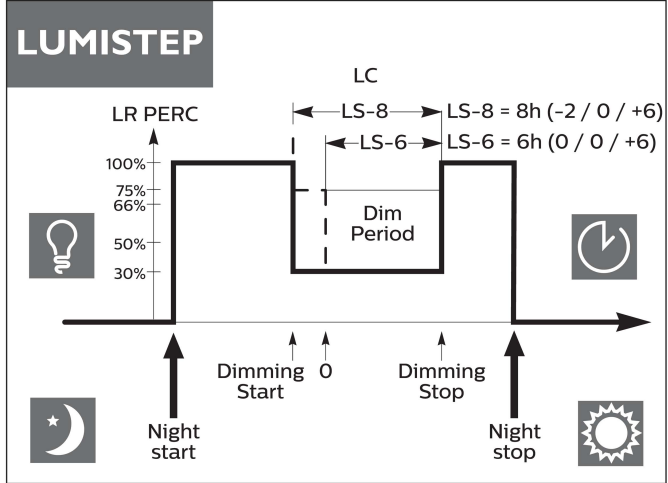 LUMISTEP
LC
LS-8 LS-8 = 8h (-2 / 0 / +6)
LR PERC
LS-6 LS-6 = 6h (0 / 0 / +6)
100%
75%
66%
Dim
Period
50%
30%
Dimming
Start
0
Dimming
Stop
Night
start
Night
stop